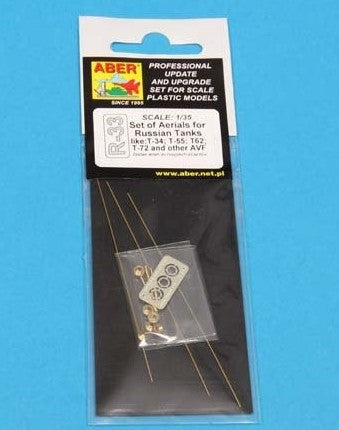 ABER
SINCE 1995
PROFESSIONAL
UPDATE
AND UPGRADE
SET FOR SCALE
PLASTIC MODELS
R-33
SCALE: 1/35
Set of Aerials for
Russian Tanks
like:T-34; T-55; T62;
T-72 and other AVF
www.aber.net.pl